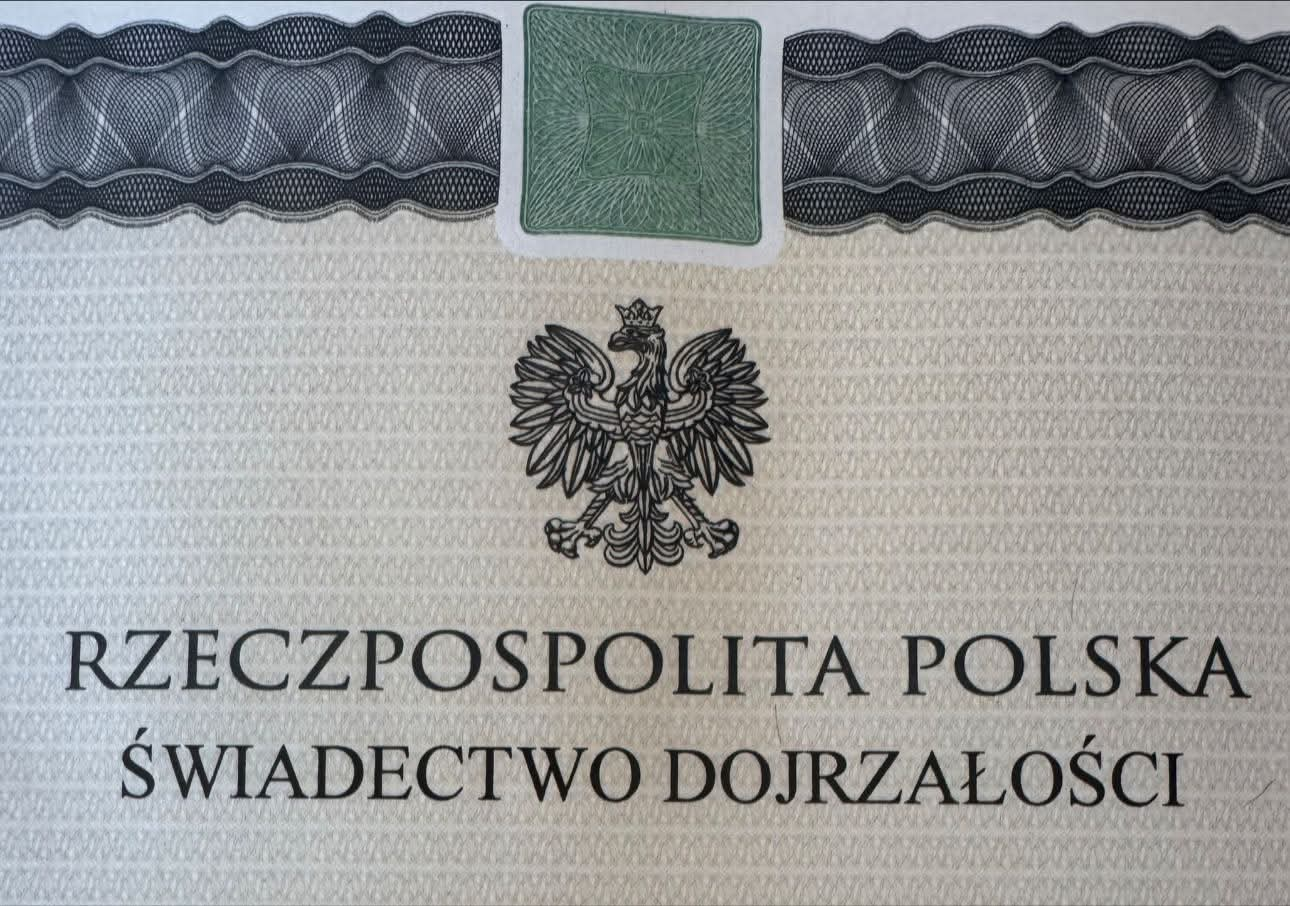 RZECZPOSPOLITA POLSKA
ŚWIADECTWO DOJRZAŁOŚCI